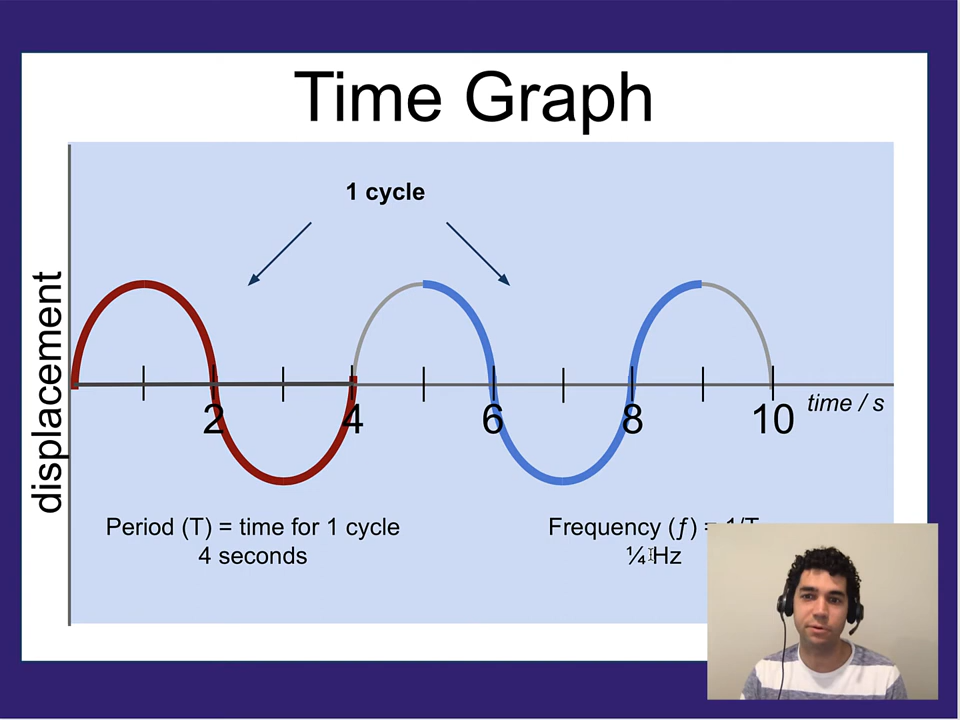 Time Graph
1 cycle
displacement
2
4
6
8
10
time / s
Period (T) = time for 1 cycle
4 seconds
Frequency (ƒ) = 1/T
¼ Hz